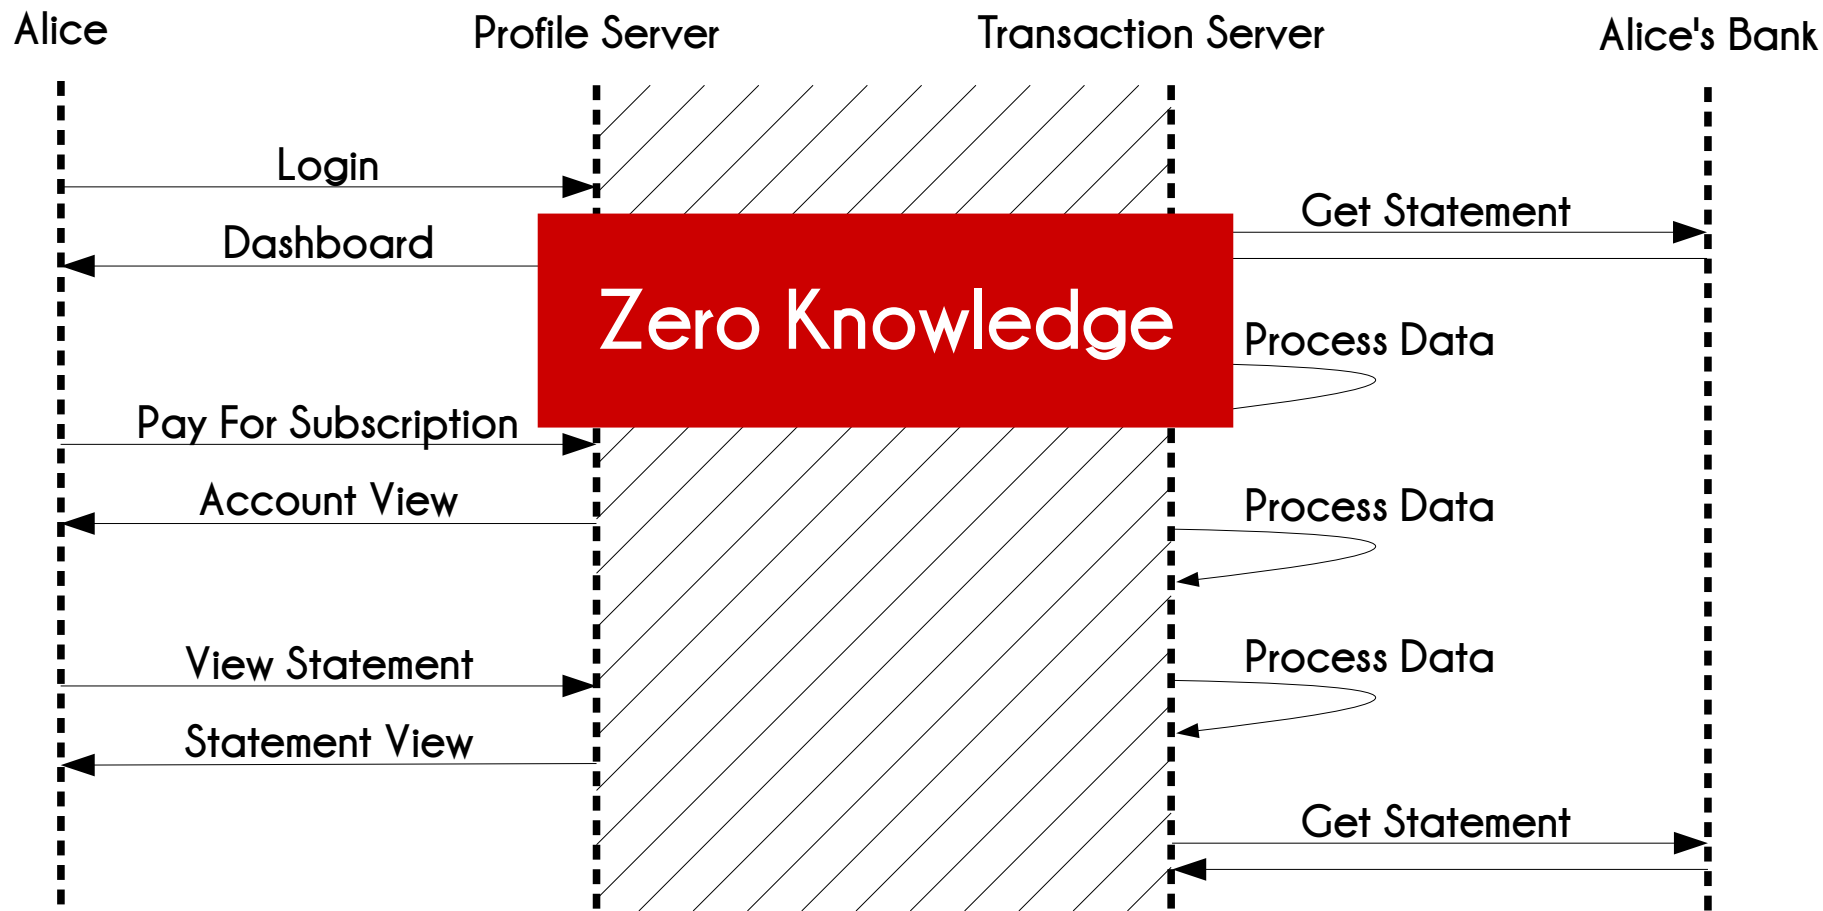 Alice
Profile Server
Transaction Server
Alice's Bank
Login
Get Statement
Dashboard
Zero Knowledge
Process Data
Pay For Subscription
Account View
Process Data
View Statement
Process Data
Statement View
Get Statement